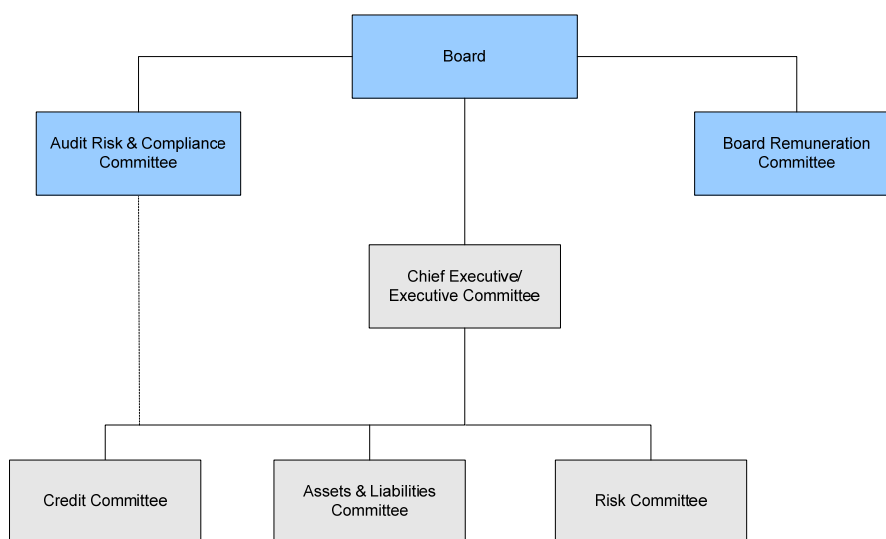 Board
Audit Risk & Compliance
Committee
Board Remuneration
Committee
Chief Executive/
Executive Committee
Credit Committee
Assets & Liabilities
Committee
Risk Committee